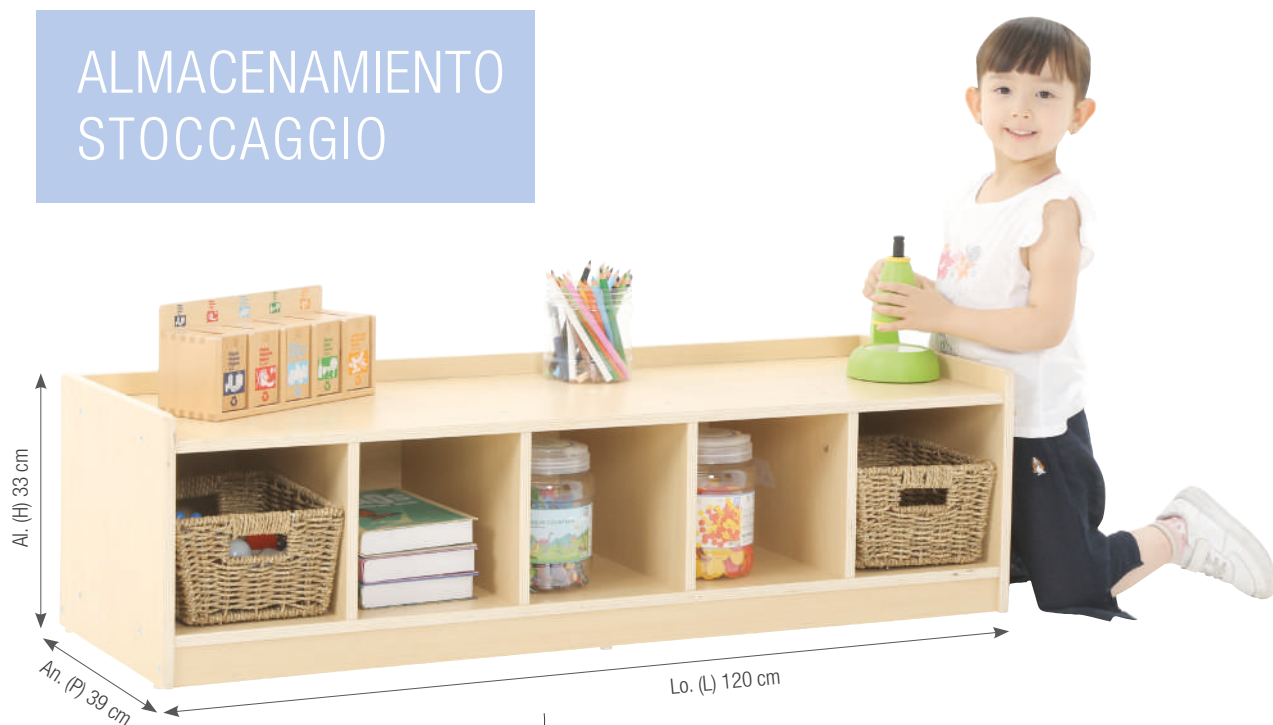 ALMACENAMIENTO
STOCCAGGIO
Al. (H) 33 cm
An. (P) 39 cm
Lo. (L) 120 cm